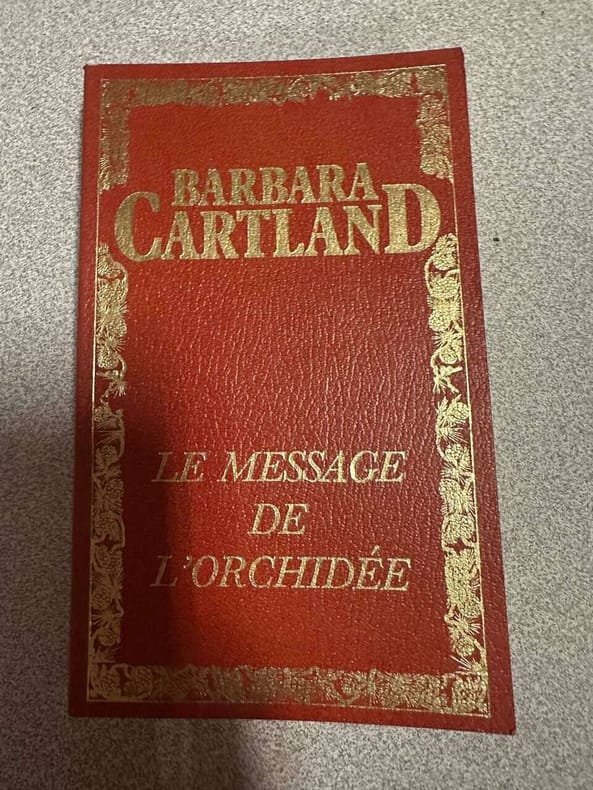 BARBARA
CARTLAND
LE MESSAGE
DE
L'ORCHIDÉE